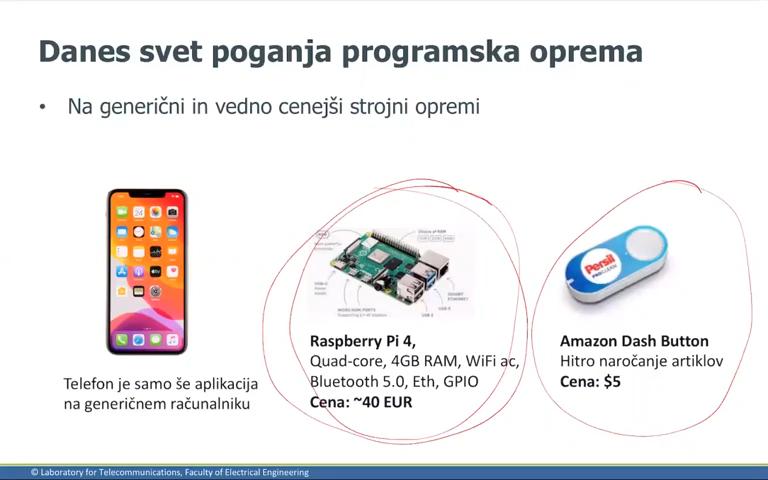 Danes svet poganja programska oprema
• Na generični in vedno cenejši strojni opremi
Telefon je samo še aplikacija
na generičnem računalniku
Raspberry Pi 4,
Quad-core, 4GB RAM, WiFi ac,
Bluetooth 5.0, Eth, GPIO
Cena: ~40 EUR
Persil
Amazon Dash Button
Hitro naročanje artiklov
Cena: $5
© Laboratory for Telecommunications, Faculty of Electrical Engineering